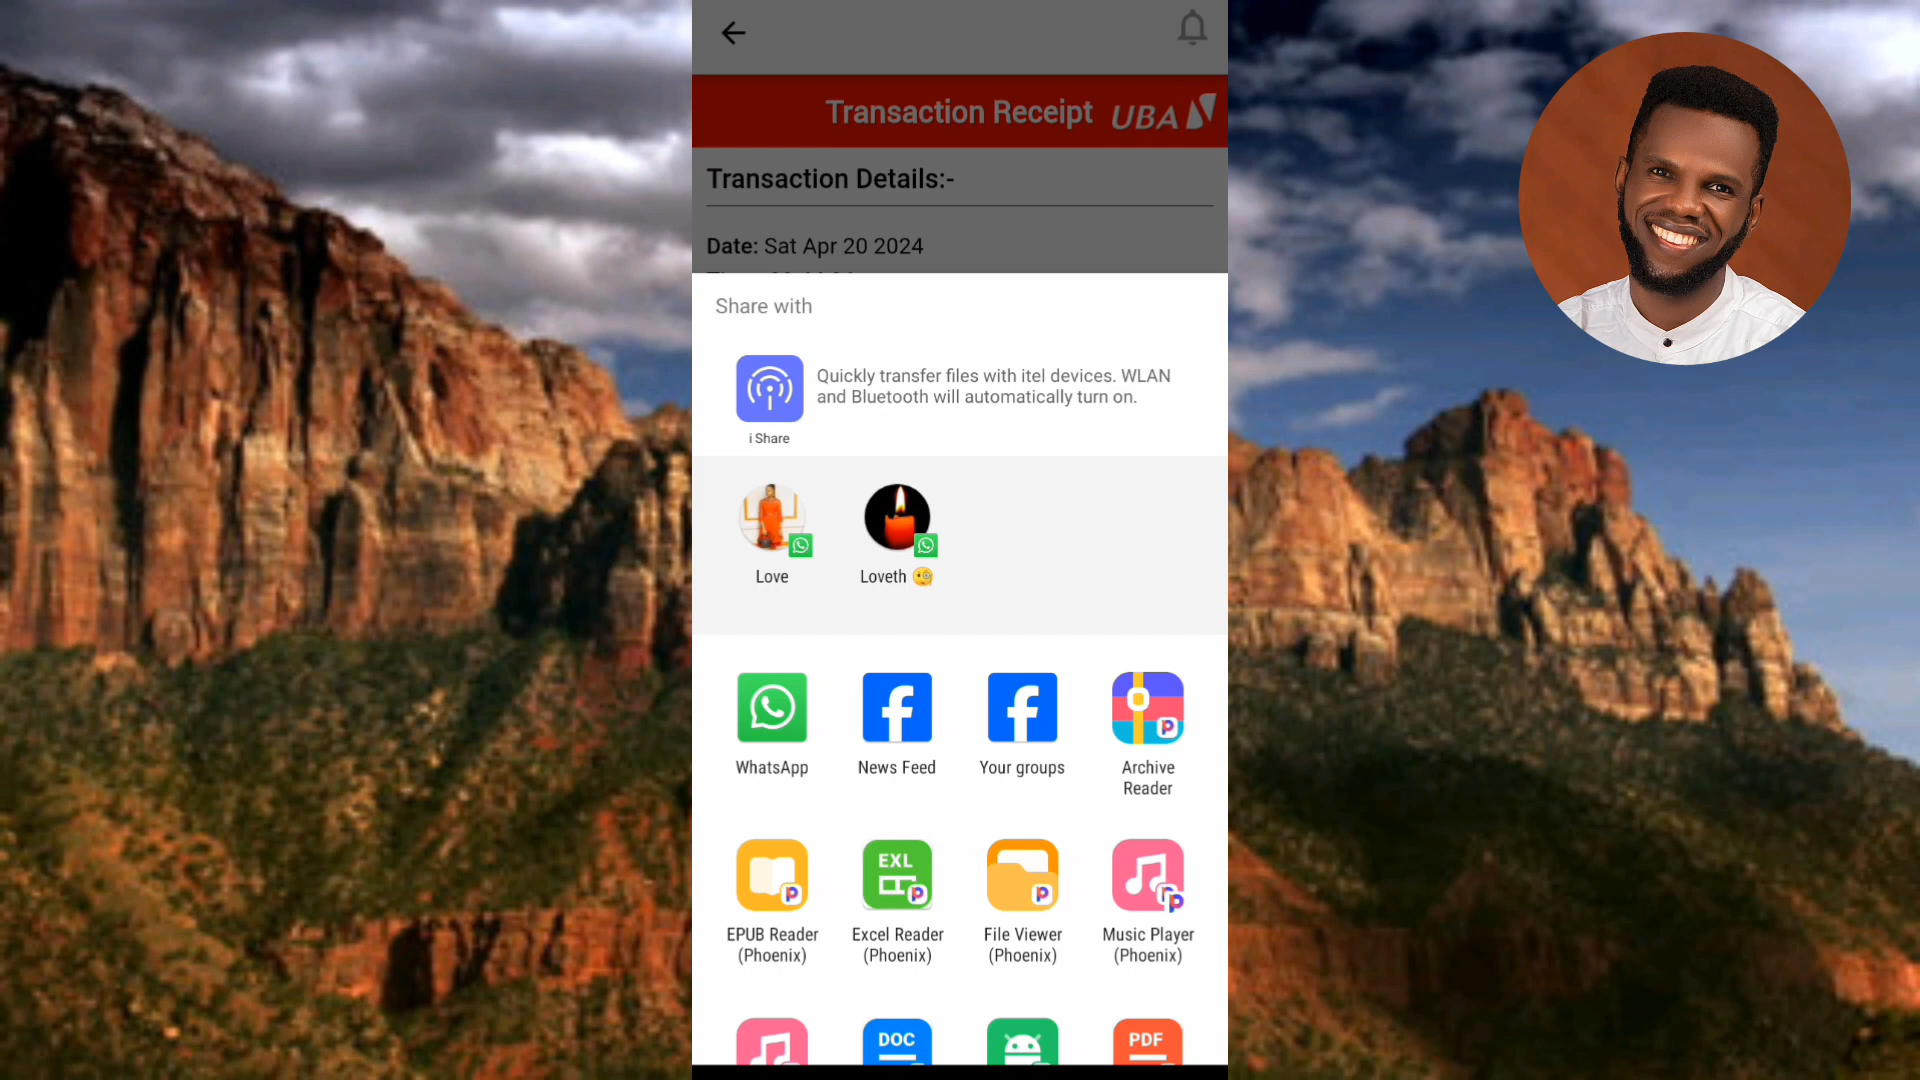 Transaction Receipt UBA
Transaction Details:-
Date: Sat Apr 20 2024
Share with
Quickly transfer files with itel devices. WLAN
and Bluetooth will automatically turn on.
i Share
Love
Loveth 🧐
WhatsApp
News Feed
Your groups
Archive
Reader
EXL
EPUB Reader
(Phoenix)
Excel Reader
(Phoenix)
File Viewer
(Phoenix)
Music Player
(Phoenix)
DOC
PDF